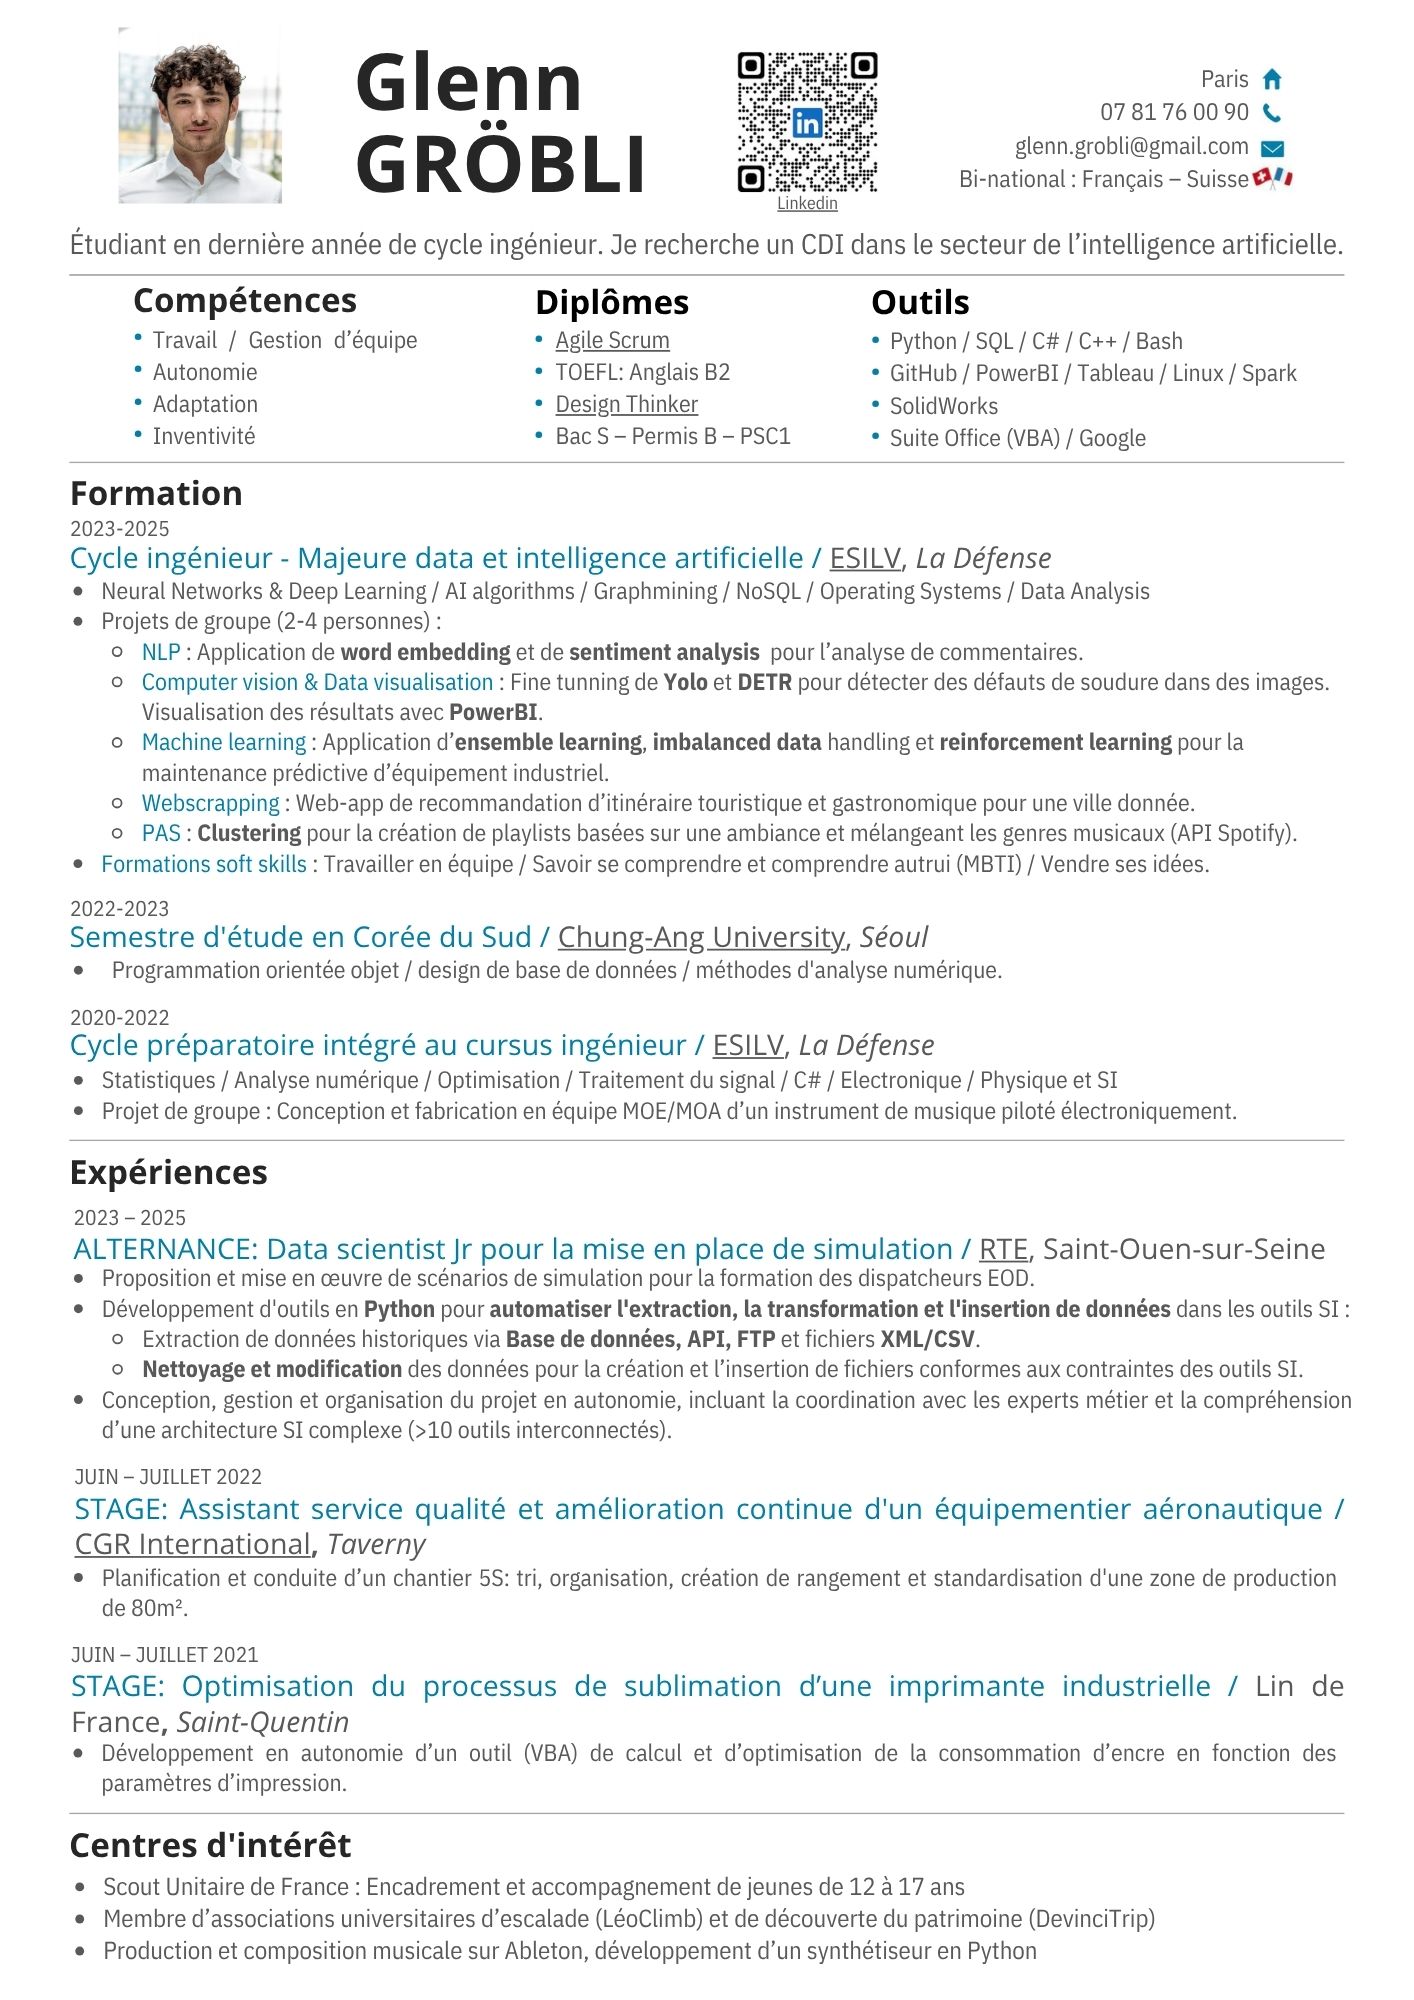 Glenn
GRÖBLI
in
Linkedin
Paris
07 81 76 00 90
glenn.grobli@gmail.com
Bi-national : Français – Suisse
Étudiant en dernière année de cycle ingénieur. Je recherche un CDI dans le secteur de l’intelligence artificielle.
Compétences
• Travail / Gestion d’équipe
• Autonomie
• Adaptation
• Inventivité
Diplômes
• Agile Scrum
• TOEFL: Anglais B2
• Design Thinker
• Bac S – Permis B – PSC1
Outils
• Python / SQL / C# / C++ / Bash
• GitHub / PowerBI / Tableau / Linux / Spark
• SolidWorks
• Suite Office (VBA) / Google
Formation
2023-2025
Cycle ingénieur - Majeure data et intelligence artificielle / ESILV, La Défense
• Neural Networks & Deep Learning / AI algorithms / Graphmining / NoSQL / Operating Systems / Data Analysis
• Projets de groupe (2-4 personnes) :
○ NLP : Application de word embedding et de sentiment analysis pour l’analyse de commentaires.
○ Computer vision & Data visualisation : Fine tunning de Yolo et DETR pour détecter des défauts de soudure dans des images.
Visualisation des résultats avec PowerBI.
○ Machine learning : Application d’ensemble learning, imbalanced data handling et reinforcement learning pour la
maintenance prédictive d’équipement industriel.
○ Webscrapping : Web-app de recommandation d’itinéraire touristique et gastronomique pour une ville donnée.
○ PAS : Clustering pour la création de playlists basées sur une ambiance et mélangeant les genres musicaux (API Spotify).
• Formations soft skills : Travailler en équipe / Savoir se comprendre et comprendre autrui (MBTI) / Vendre ses idées.
2022-2023
Semestre d'étude en Corée du Sud / Chung-Ang University, Séoul
• Programmation orientée objet / design de base de données / méthodes d'analyse numérique.
2020-2022
Cycle préparatoire intégré au cursus ingénieur / ESILV, La Défense
• Statistiques / Analyse numérique / Optimisation / Traitement du signal / C# / Electronique / Physique et SI
• Projet de groupe : Conception et fabrication en équipe MOE/MOA d’un instrument de musique piloté électroniquement.
Expériences
2023 – 2025
ALTERNANCE: Data scientist Jr pour la mise en place de simulation / RTE, Saint-Ouen-sur-Seine
• Proposition et mise en œuvre de scénarios de simulation pour la formation des dispatcheurs EOD.
• Développement d'outils en Python pour automatiser l'extraction, la transformation et l'insertion de données dans les outils SI :
○ Extraction de données historiques via Base de données, API, FTP et fichiers XML/CSV.
○ Nettoyage et modification des données pour la création et l’insertion de fichiers conformes aux contraintes des outils SI.
• Conception, gestion et organisation du projet en autonomie, incluant la coordination avec les experts métier et la compréhension
d’une architecture SI complexe (>10 outils interconnectés).
JUIN – JUILLET 2022
STAGE: Assistant service qualité et amélioration continue d'un équipementier aéronautique /
CGR International, Taverny
• Planification et conduite d’un chantier 5S: tri, organisation, création de rangement et standardisation d'une zone de production
de 80m².
JUIN – JUILLET 2021
STAGE: Optimisation du processus de sublimation d’une imprimante industrielle / Lin de
France, Saint-Quentin
• Développement en autonomie d’un outil (VBA) de calcul et d’optimisation de la consommation d’encre en fonction des
paramètres d’impression.
Centres d'intérêt
• Scout Unitaire de France : Encadrement et accompagnement de jeunes de 12 à 17 ans
• Membre d’associations universitaires d’escalade (LéoClimb) et de découverte du patrimoine (DevinciTrip)
• Production et composition musicale sur Ableton, développement d’un synthétiseur en Python